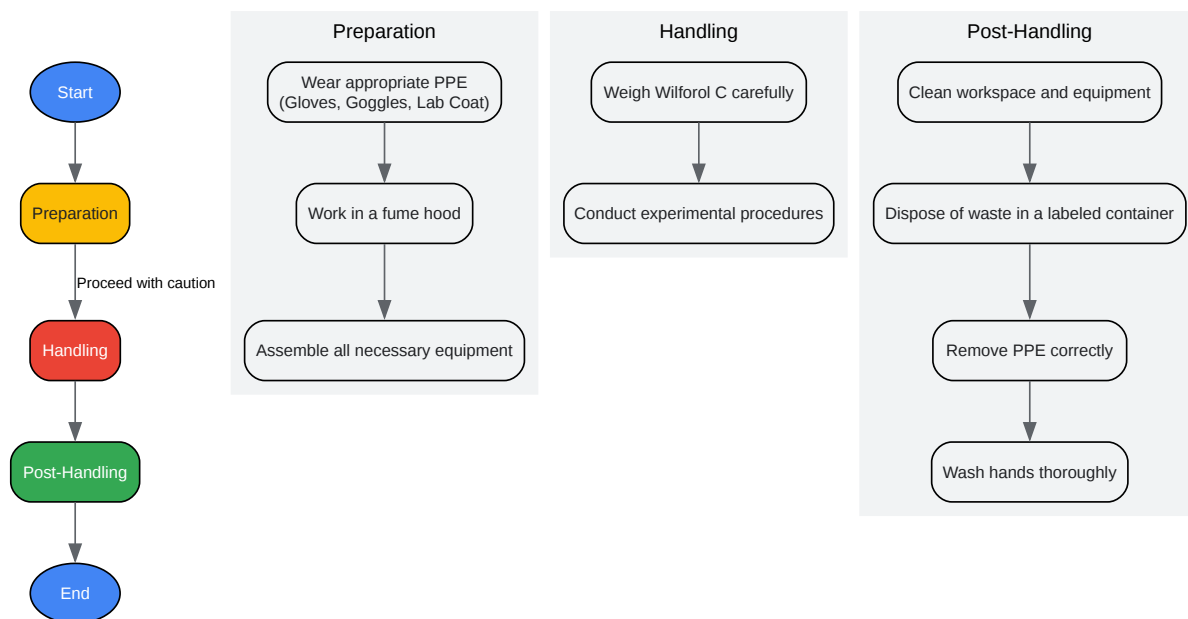 Start
Preparation
Proceed with caution
Handling
Post-Handling
End
Preparation
Wear appropriate PPE
(Gloves, Goggles, Lab Coat)
Work in a fume hood
Assemble all necessary equipment
Handling
Weigh Wilforol C carefully
Conduct experimental procedures
Post-Handling
Clean workspace and equipment
Dispose of waste in a labeled container
Remove PPE correctly
Wash hands thoroughly